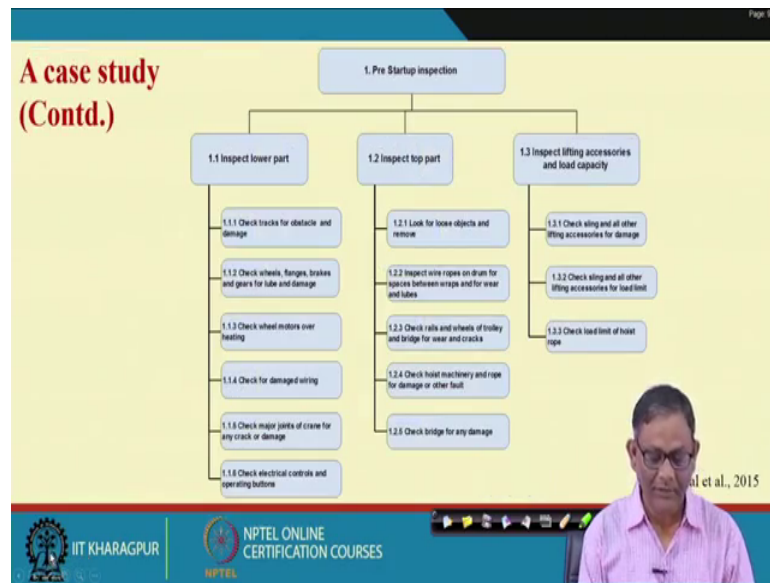 Page: 9
A case study
(Contd.)
1. Pre Startup inspection
1.1 Inspect lower part
1.1.1 Check tracks for obstacle and
damage
1.1.2 Check wheels, flanges, brakes
and gears for lube and damage
1.1.3 Check wheel motors over
heating
1.1.4 Check for damaged wiring
1.1.5 Check major joints of crane for
any crack or damage
1.1.6 Check electrical controls and
operating buttons
1.2 Inspect top part
1.2.1 Look for loose objects and
remove
1.2.2 Inspect wire ropes on drum for
spaces between wraps and for wear
and lubes
1.2.3 Check rails and wheels of trolley
and bridge for wear and cracks
1.2.4 Check hoist machinery and rope
for damage or other fault
1.2.5 Check bridge for any damage
1.3 Inspect lifting accessories
and load capacity
1.3.1 Check sling and all other
lifting accessories for damage
1.3.2 Check sling and all other
lifting accessories for load limit
1.3.3 Check load limit of hoist
rope
al et al., 2015
IIT KHARAGPUR
NPTEL
NPTEL ONLINE
CERTIFICATION COURSES